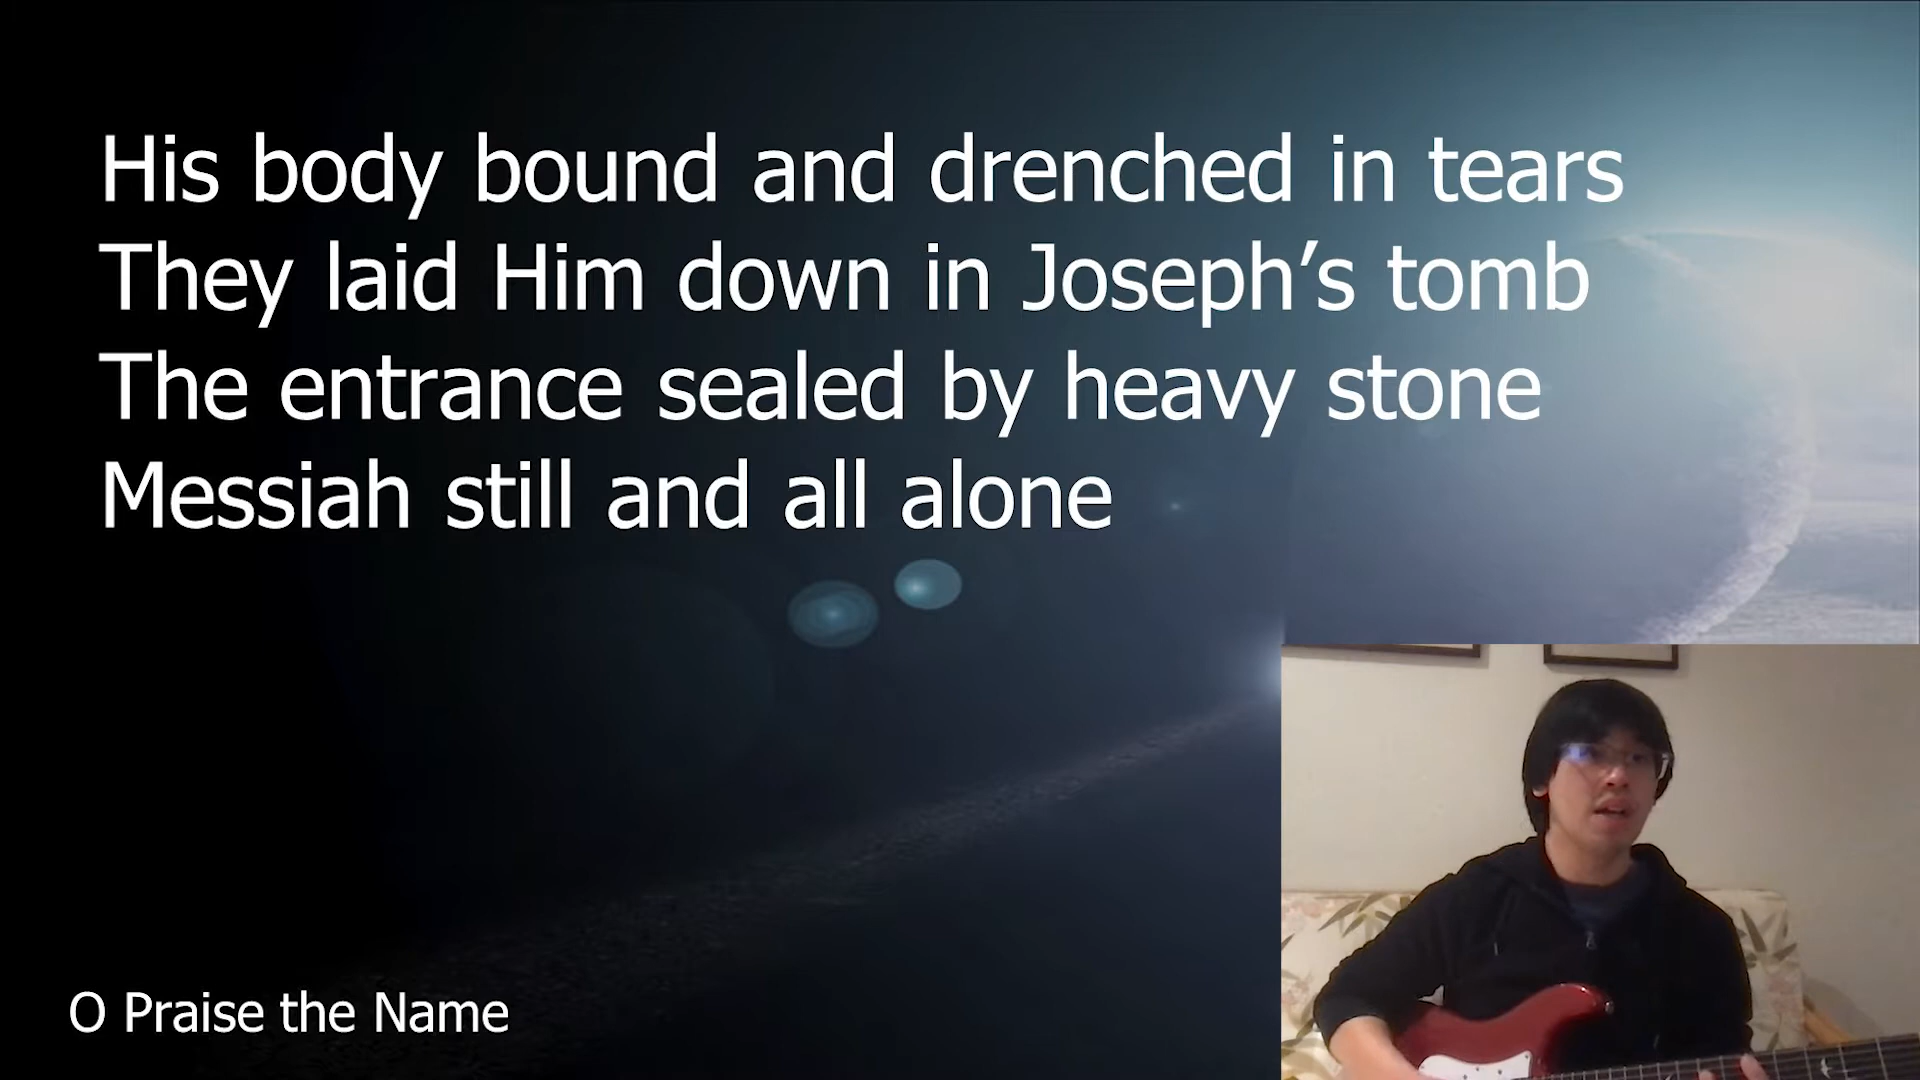 His body bound and drenched in tears
They laid Him down in Joseph’s tomb
The entrance sealed by heavy stone
Messiah still and all alone
O Praise the Name